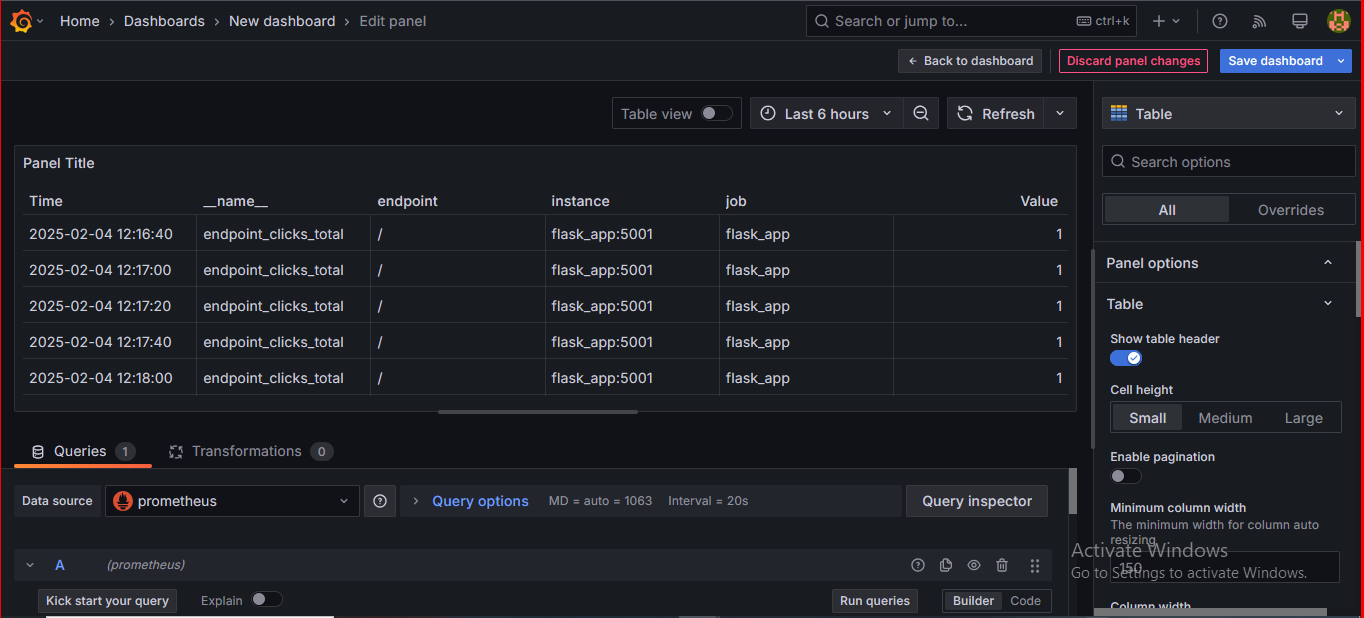 Home › Dashboards › New dashboard › Edit panel
Search or jump to...
ctrl+k
Back to dashboard
Discard panel changes
Save dashboard
Table view
Last 6 hours
Refresh
Table
Search options
All
Overrides
Panel Title
Time __name__ endpoint instance job Value
2025-02-04 12:16:40 endpoint_clicks_total / flask_app:5001 flask_app 1
2025-02-04 12:17:00 endpoint_clicks_total / flask_app:5001 flask_app 1
2025-02-04 12:17:20 endpoint_clicks_total / flask_app:5001 flask_app 1
2025-02-04 12:17:40 endpoint_clicks_total / flask_app:5001 flask_app 1
2025-02-04 12:18:00 endpoint_clicks_total / flask_app:5001 flask_app 1
Panel options
Table
Show table header
Cell height
Small Medium Large
Enable pagination
Minimum column width
The minimum width for column auto
resizing
150
Column width
Queries 1
Transformations 0
Data source
prometheus
Query options
MD = auto = 1063
Interval = 20s
Query inspector
A
(prometheus)
Kick start your query
Explain
Run queries
Builder
Code
Activate Windows
Go to Settings to activate Windows.